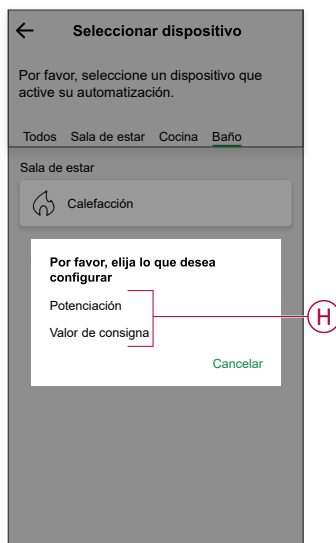 Seleccionar dispositivo
Por favor, seleccione un dispositivo que
active su automatización.
Todos Sala de estar Cocina Baño
Sala de estar
Calefacción
Por favor, elija lo que desea
configurar
Potenciación
Valor de consigna
H
Cancelar